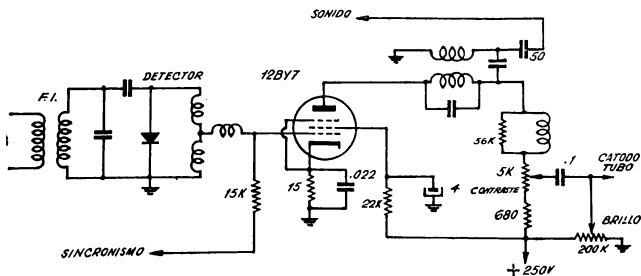 SONIDO
50
F.I.
DETECTOR
12BY7
56K
5K
.1
CATODO
TUBO
CONTRASTE
15K
15
.022
22K
4
680
BRILLO
200K
SINCRONISMO
+ 250V